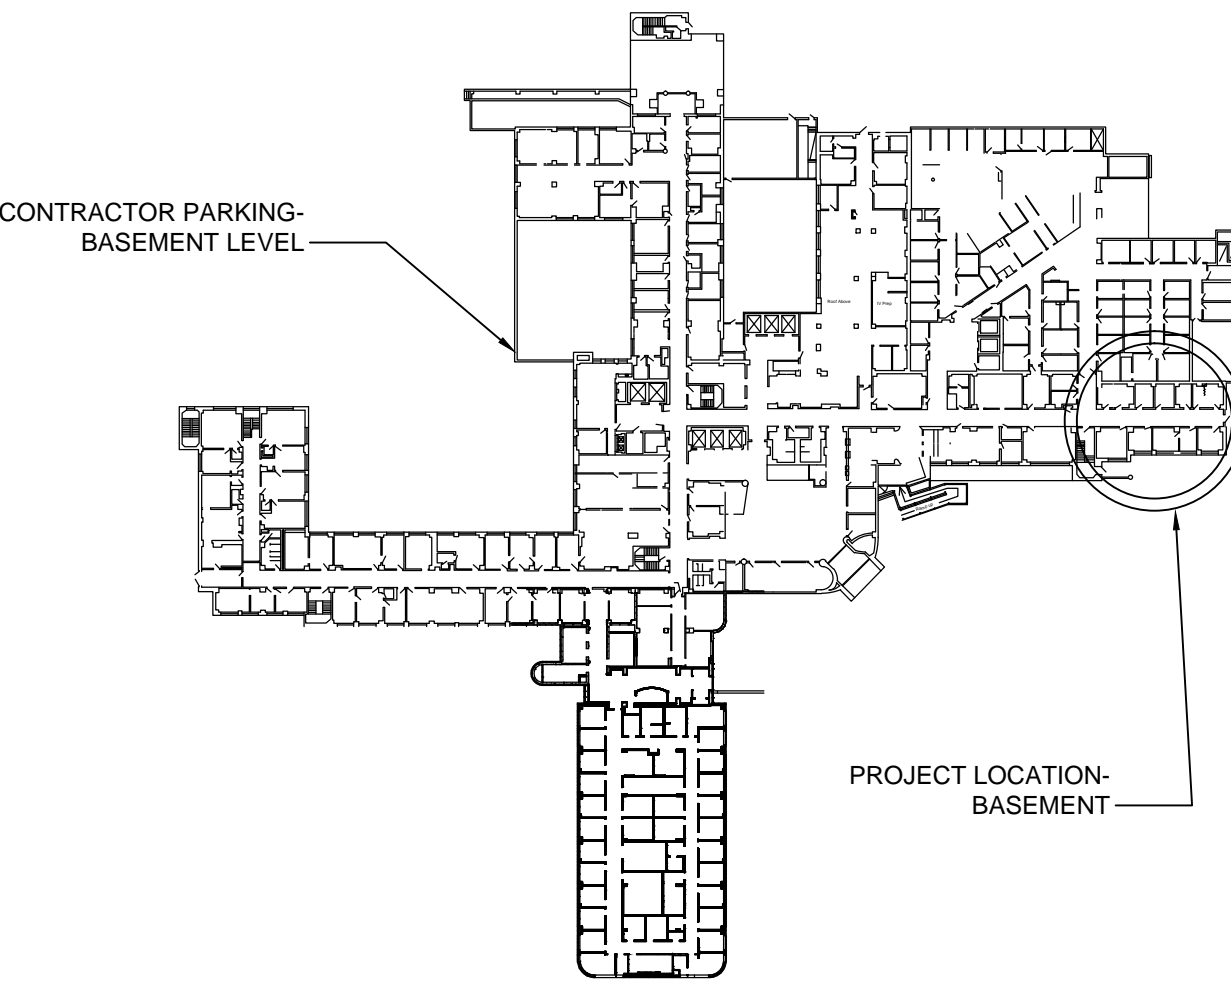 CONTRACTOR PARKING-
BASEMENT LEVEL
Roof Above
IV Prep
PROJECT LOCATION-
BASEMENT